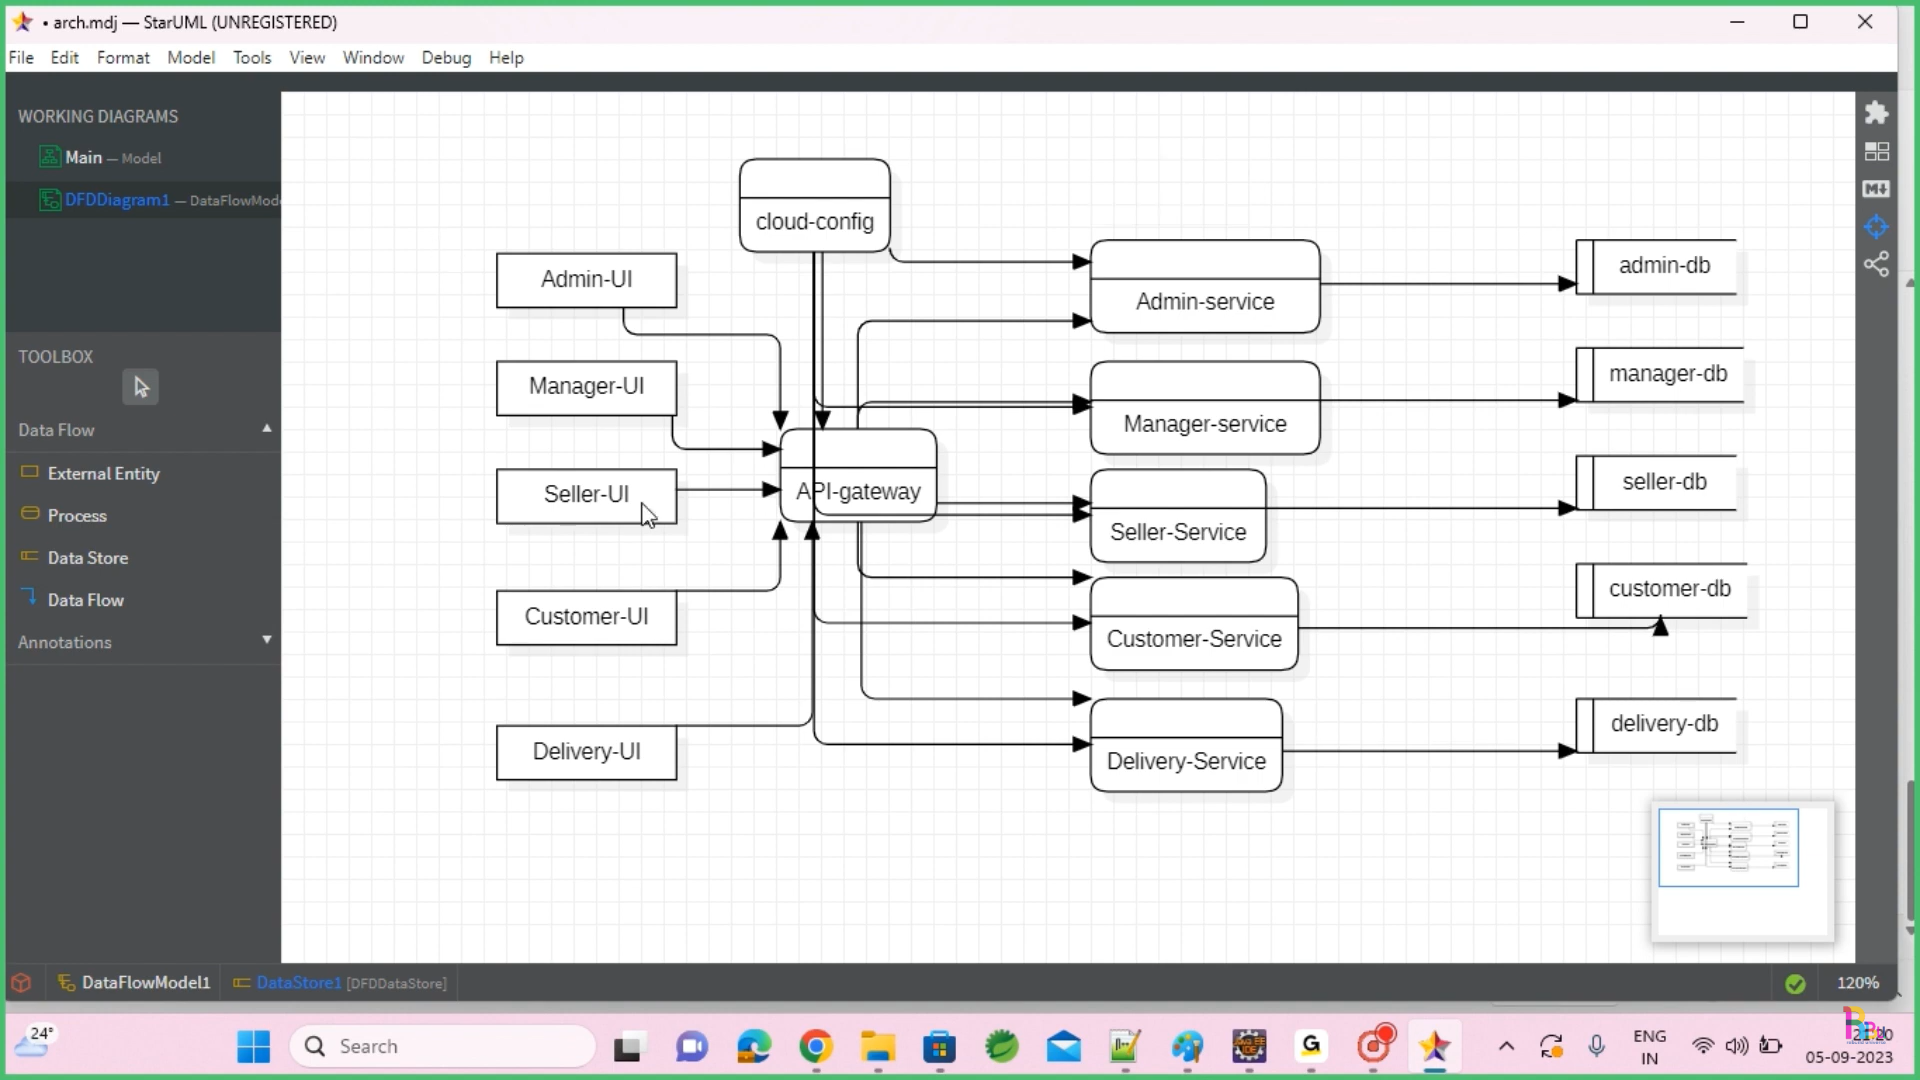 • arch.mdj — StarUML (UNREGISTERED)
File Edit Format Model Tools View Window Debug Help
WORKING DIAGRAMS
Main — Model
DFDDiagram1 — DataFlowMod
TOOLBOX
Data Flow
External Entity
Process
Data Store
Data Flow
Annotations
cloud-config
Admin-UI
Manager-UI
Seller-UI
Customer-UI
Delivery-UI
API-gateway
Admin-service
Manager-service
Seller-Service
Customer-Service
Delivery-Service
admin-db
manager-db
seller-db
customer-db
delivery-db
DataFlowModel1 DataStore1 [DFDDataStore]
120%
24°
Search
ENG
IN
05-09-2023